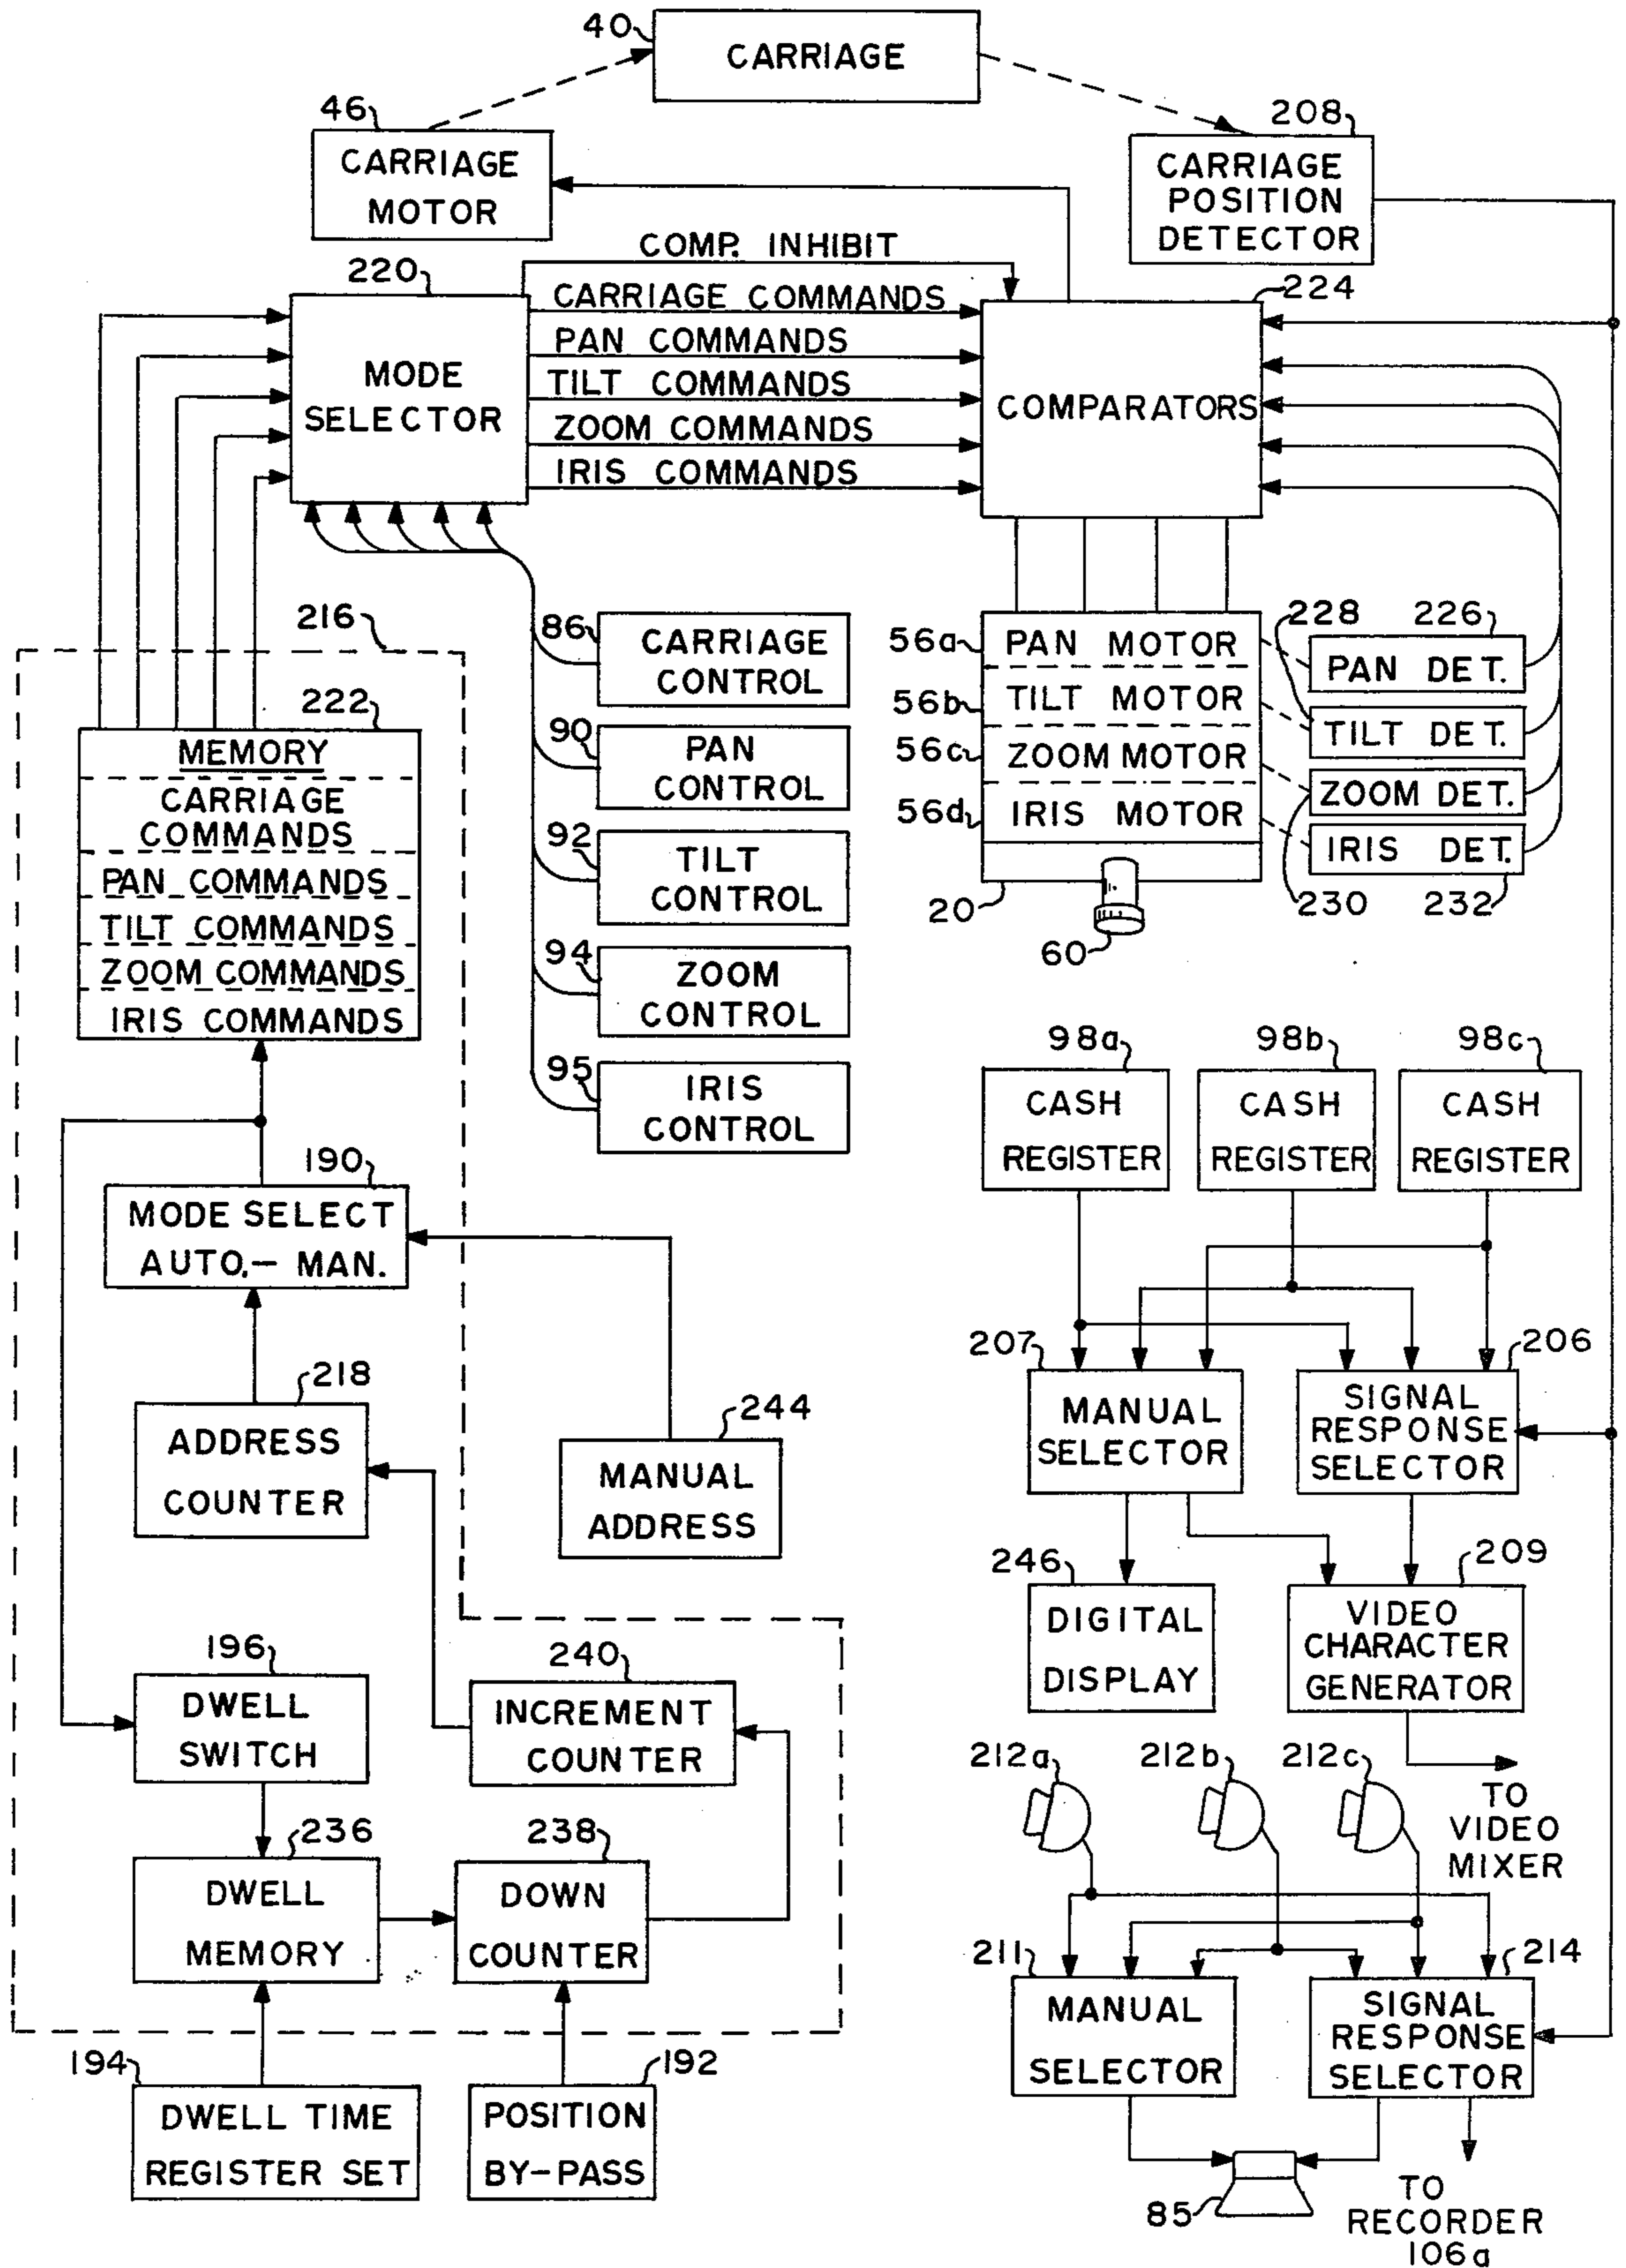 40
CARRIAGE
46
CARRIAGE
MOTOR
208
CARRIAGE
POSITION
DETECTOR
COMP. INHIBIT
220
CARRIAGE COMMANDS
PAN COMMANDS
TILT COMMANDS
ZOOM COMMANDS
IRIS COMMANDS
MODE
SELECTOR
224
COMPARATORS
216
222
MEMORY
CARRIAGE
COMMANDS
PAN COMMANDS
TILT COMMANDS
ZOOM COMMANDS
IRIS COMMANDS
86
CARRIAGE
CONTROL
90
PAN
CONTROL
92
TILT
CONTROL
94
ZOOM
CONTROL
95
IRIS
CONTROL
56a
PAN MOTOR
56b
TILT MOTOR
56c
ZOOM MOTOR
56d
IRIS MOTOR
20
60
228
226
PAN DET.
TILT DET.
ZOOM DET.
IRIS DET.
230
232
190
MODE SELECT
AUTO.- MAN.
218
ADDRESS
COUNTER
244
MANUAL
ADDRESS
196
DWELL
SWITCH
240
INCREMENT
COUNTER
236
DWELL
MEMORY
238
DOWN
COUNTER
194
DWELL TIME
REGISTER SET
192
POSITION
BY-PASS
98a
CASH
REGISTER
98b
CASH
REGISTER
98c
CASH
REGISTER
207
MANUAL
SELECTOR
206
SIGNAL
RESPONSE
SELECTOR
246
DIGITAL
DISPLAY
209
VIDEO
CHARACTER
GENERATOR
TO
VIDEO
MIXER
212a
212b
212c
211
MANUAL
SELECTOR
214
SIGNAL
RESPONSE
SELECTOR
85
TO
RECORDER
106a